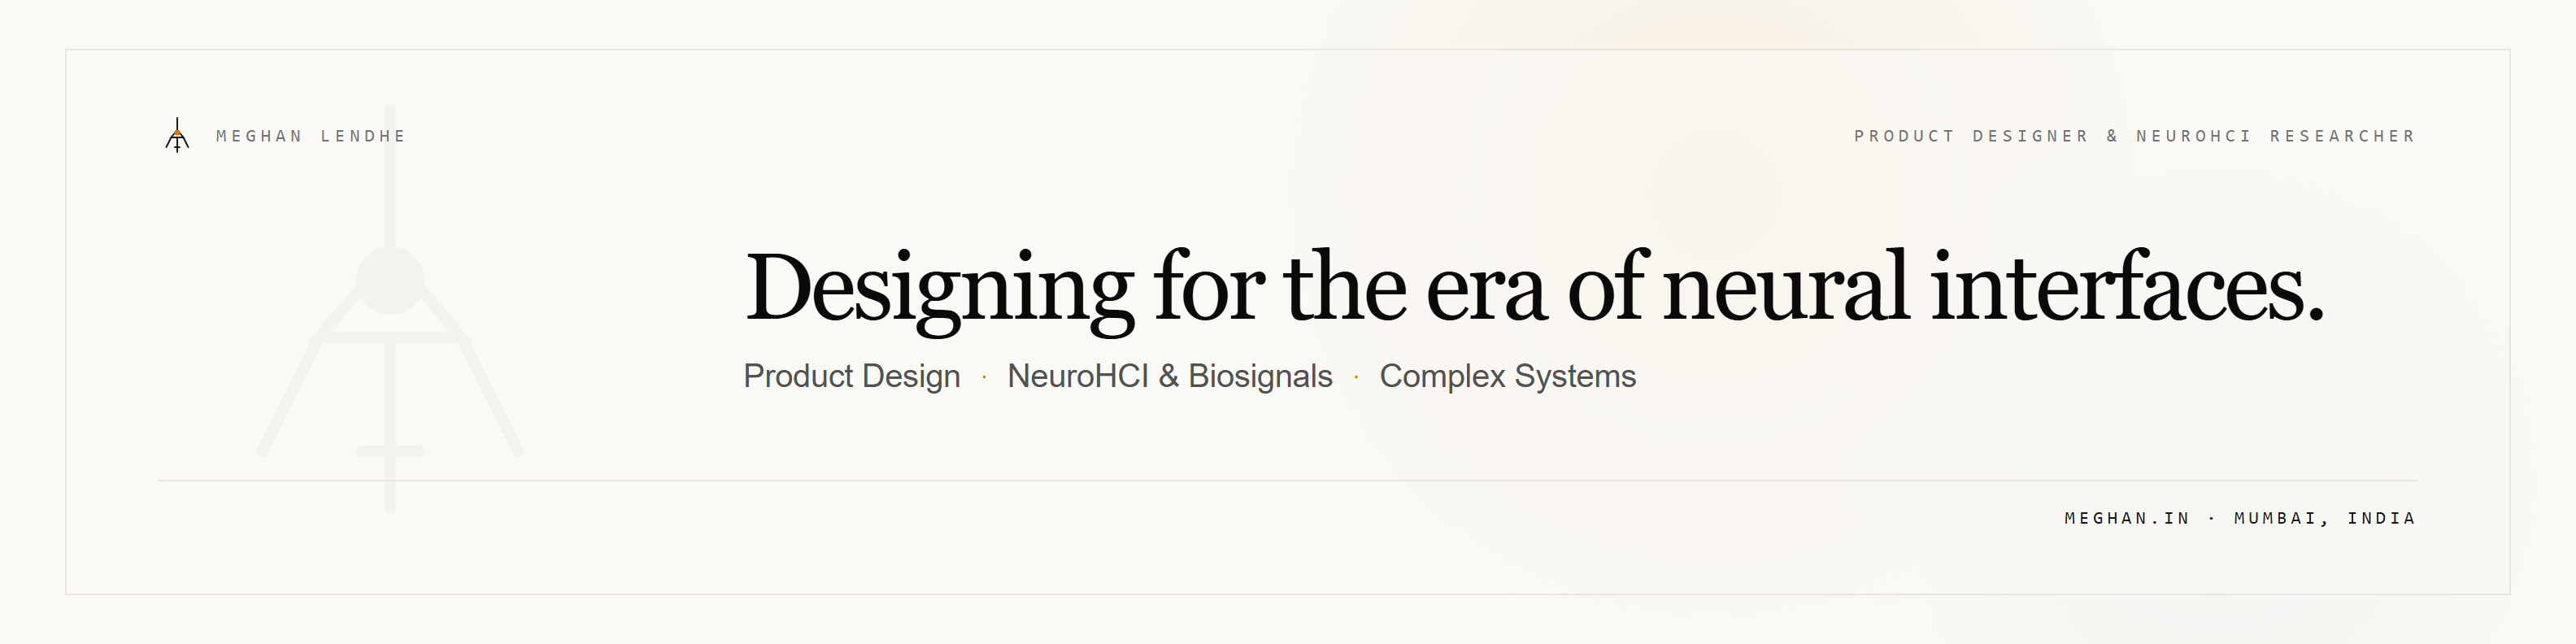 MEGHAN LENDHE
PRODUCT DESIGNER & NEUROHCI RESEARCHER
Designing for the era of neural interfaces.
Product Design · NeuroHCI & Biosignals · Complex Systems
MEGHAN.IN · MUMBAI, INDIA